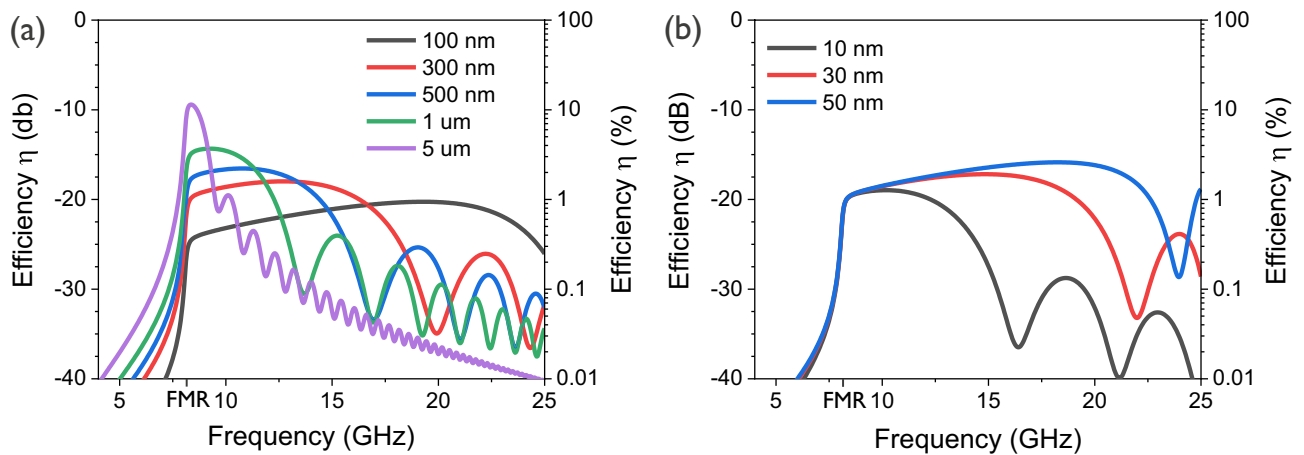 (a)
Efficiency η (db)
0
-10
-20
-30
-40
100 nm
300 nm
500 nm
1 um
5 um
100
10
1
0.1
0.01
Efficiency η (%)
5
FMR
10
15
20
25
Frequency (GHz)
(b)
Efficiency η (dB)
0
-10
-20
-30
-40
10 nm
30 nm
50 nm
100
10
1
0.1
0.01
Efficiency η (%)
5
FMR
10
15
20
25
Frequency (GHz)